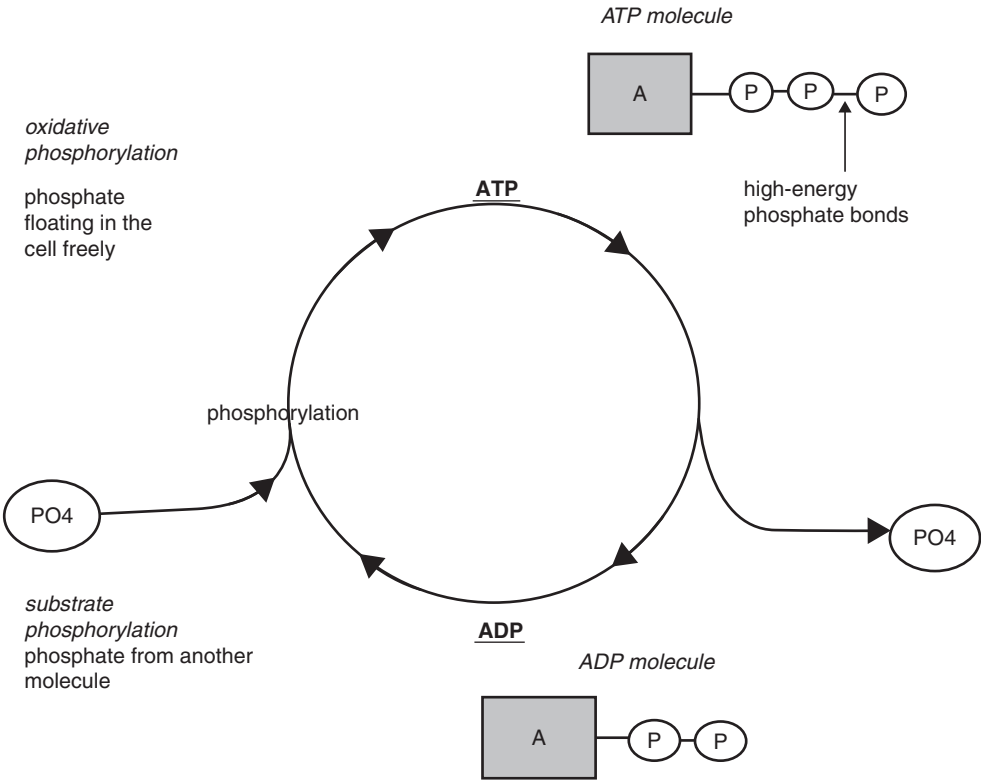 ATP molecule
A
P
P
P
high-energy
phosphate bonds
oxidative
phosphorylation
phosphate
floating in the
cell freely
ATP
phosphorylation
PO4
PO4
substrate
phosphorylation
phosphate from another
molecule
ADP
ADP molecule
A
P
P